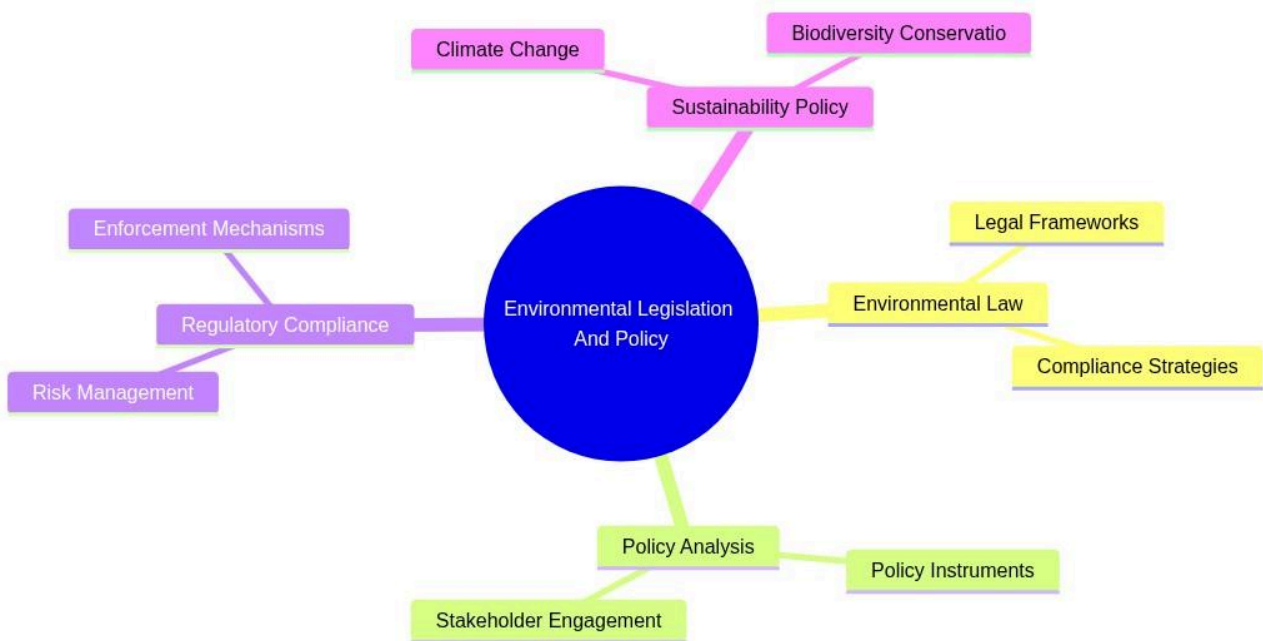 Biodiversity Conservatio
Climate Change
Sustainability Policy
Enforcement Mechanisms
Legal Frameworks
Environmental Legislation
And Policy
Environmental Law
Regulatory Compliance
Compliance Strategies
Risk Management
Policy Analysis
Policy Instruments
Stakeholder Engagement